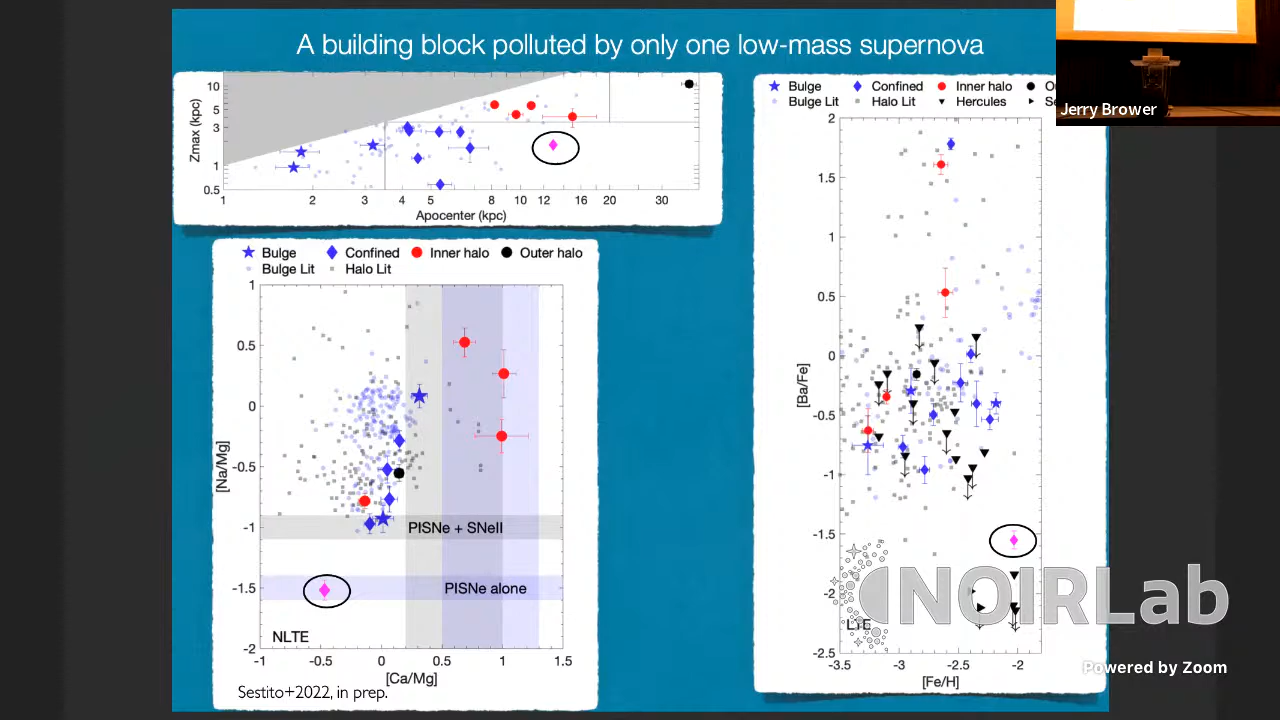 A building block polluted by only one low-mass supernova
Jerry Brower
Zmax (kpc)
10
5
3
1
0.5
1 2 3 4 5 8 10 12 16 20 30
Apocenter (kpc)
Bulge Confined Inner halo Outer halo
Bulge Lit Halo Lit
[Na/Mg]
1
0.5
0
-0.5
-1
-1.5
-2
PISNe + SNeII
PISNe alone
NLTE
-1 -0.5 0 0.5 1 1.5
[Ca/Mg]
Sestito+2022, in prep.
Bulge Confined Inner halo
Bulge Lit Halo Lit Hercules
[Ba/Fe]
2
1.5
1
0.5
0
-0.5
-1
-1.5
-2
-2.5
LTE
-3.5 -3 -2.5 -2
[Fe/H]
NOIRLab
Powered by Zoom